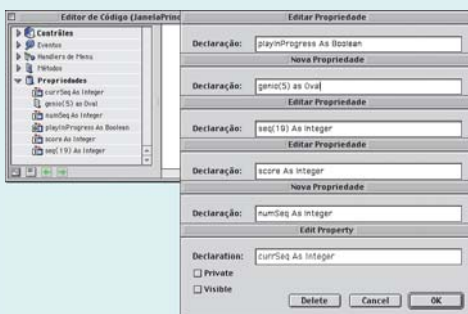 Editor de Código (JanelaPrinc
Contrôles
Eventos
Handlers de Menu
Métodos
Propriedades
currSeq As Integer
genio(5) as Oval
numSeq As Integer
playInProgress As Boolean
score As Integer
seq(19) As Integer
Editar Propriedade
Declaração: playInProgress As Boolean
Nova Propriedade
Declaração: genio(5) as Oval
Editar Propriedade
Declaração: seq(19) As Integer
Editar Propriedade
Declaração: score As Integer
Nova Propriedade
Declaração: numSeq As Integer
Edit Property
Declaration: currSeq As Integer
Private
Visible
Delete Cancel OK